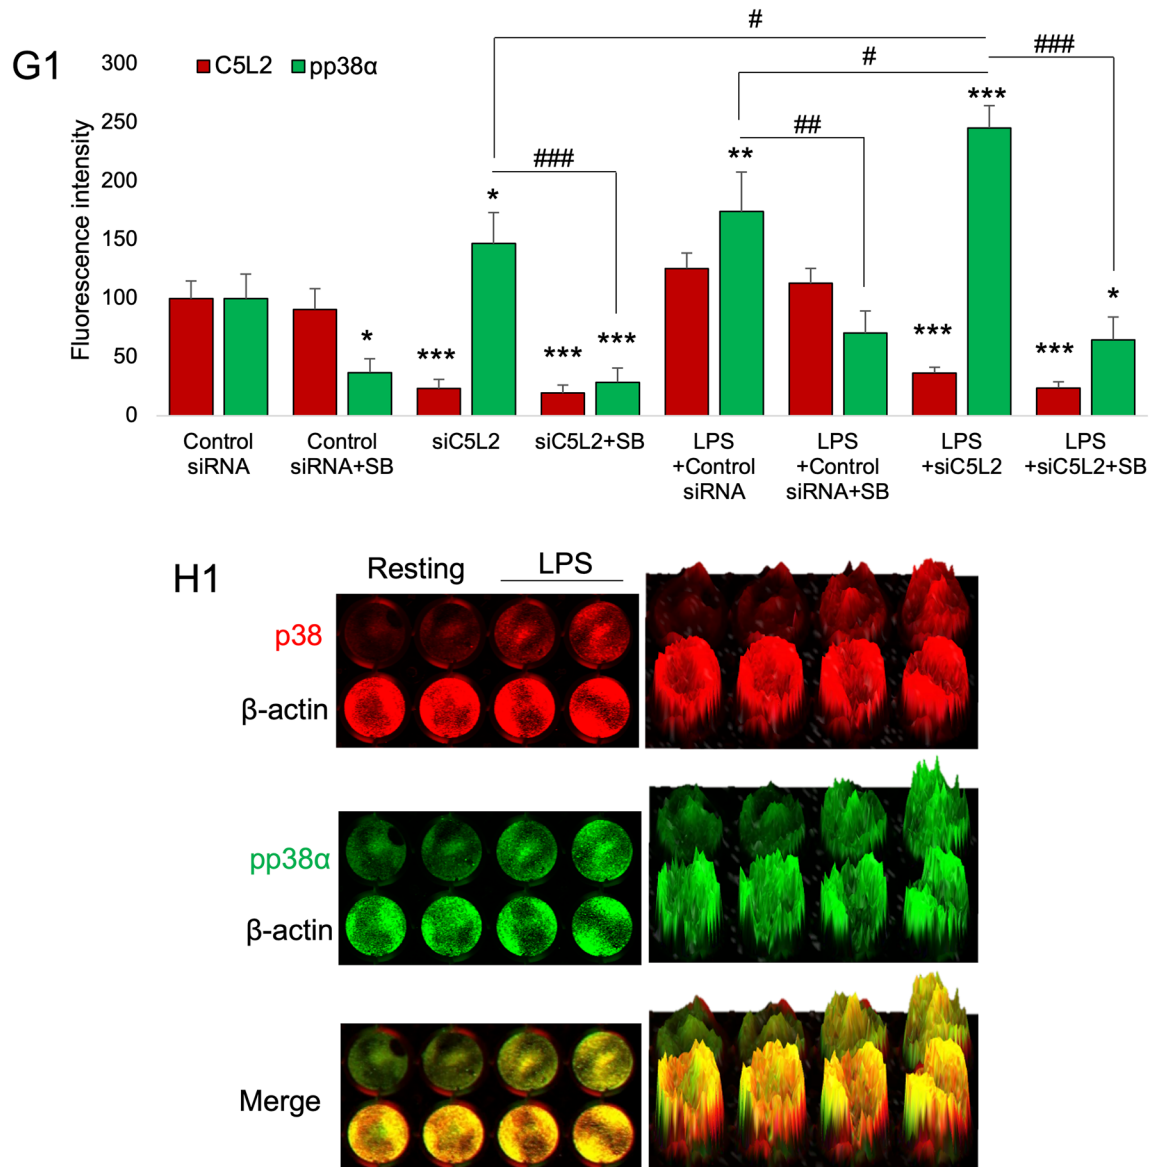 G1
C5L2 pp38α
Fluorescence intensity
300
250
200
150
100
50
0
#
###
#
##
###
*
***
*
***
***
**
***
***
***
*
Control siRNA
Control siRNA+SB
siC5L2
siC5L2+SB
LPS +Control siRNA
LPS +Control siRNA+SB
LPS +siC5L2
LPS +siC5L2+SB
H1
Resting LPS
p38
β-actin
pp38α
β-actin
Merge